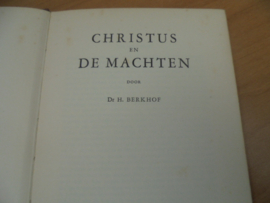 CHRISTUS
EN
DE MACHTEN
DOOR
Dr H. BERKHOF